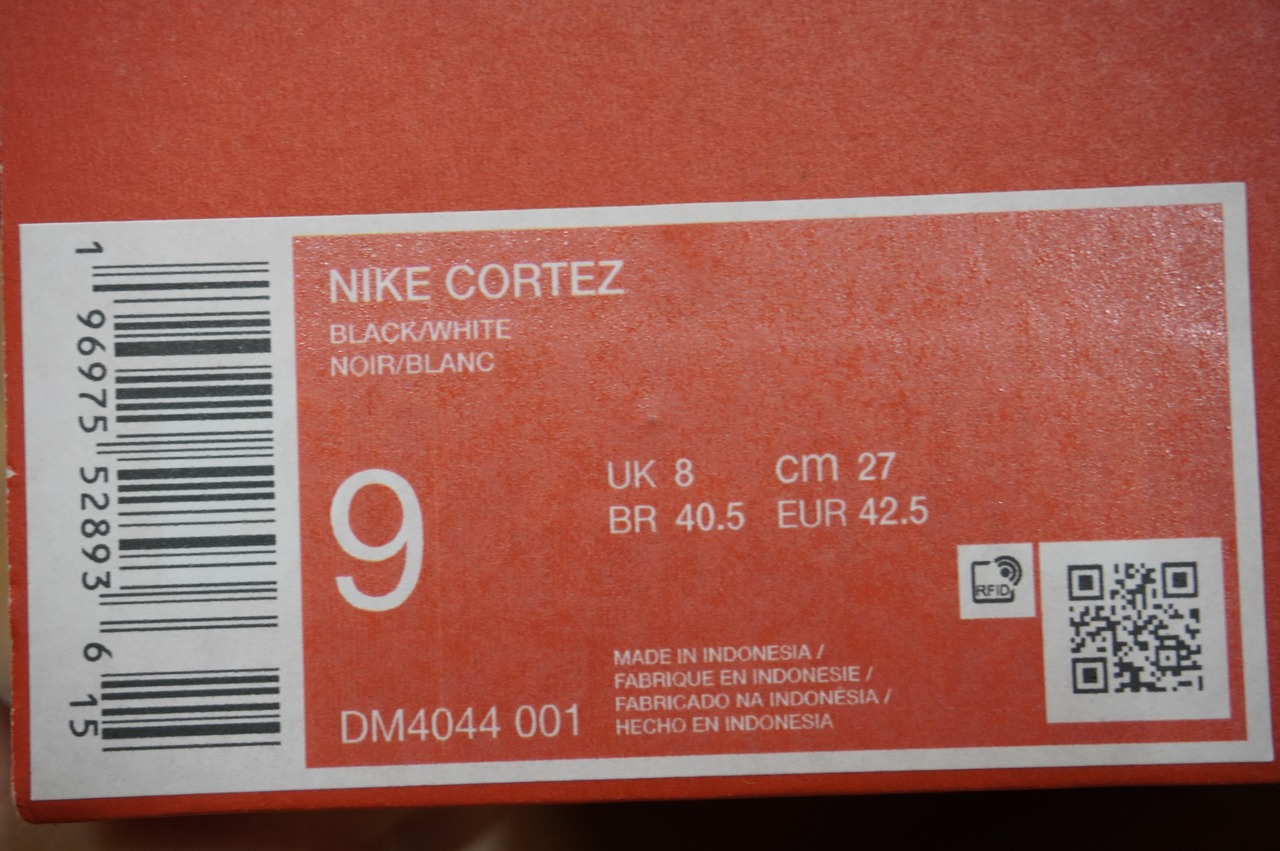 NIKE CORTEZ
BLACK/WHITE
NOIR/BLANC
9
UK 8 cm 27
BR 40.5 EUR 42.5
RFID
MADE IN INDONESIA /
FABRIQUE EN INDONESIE /
FABRICADO NA INDONÉSIA /
HECHO EN INDONESIA
DM4044 001
1 96975 52893 6 15